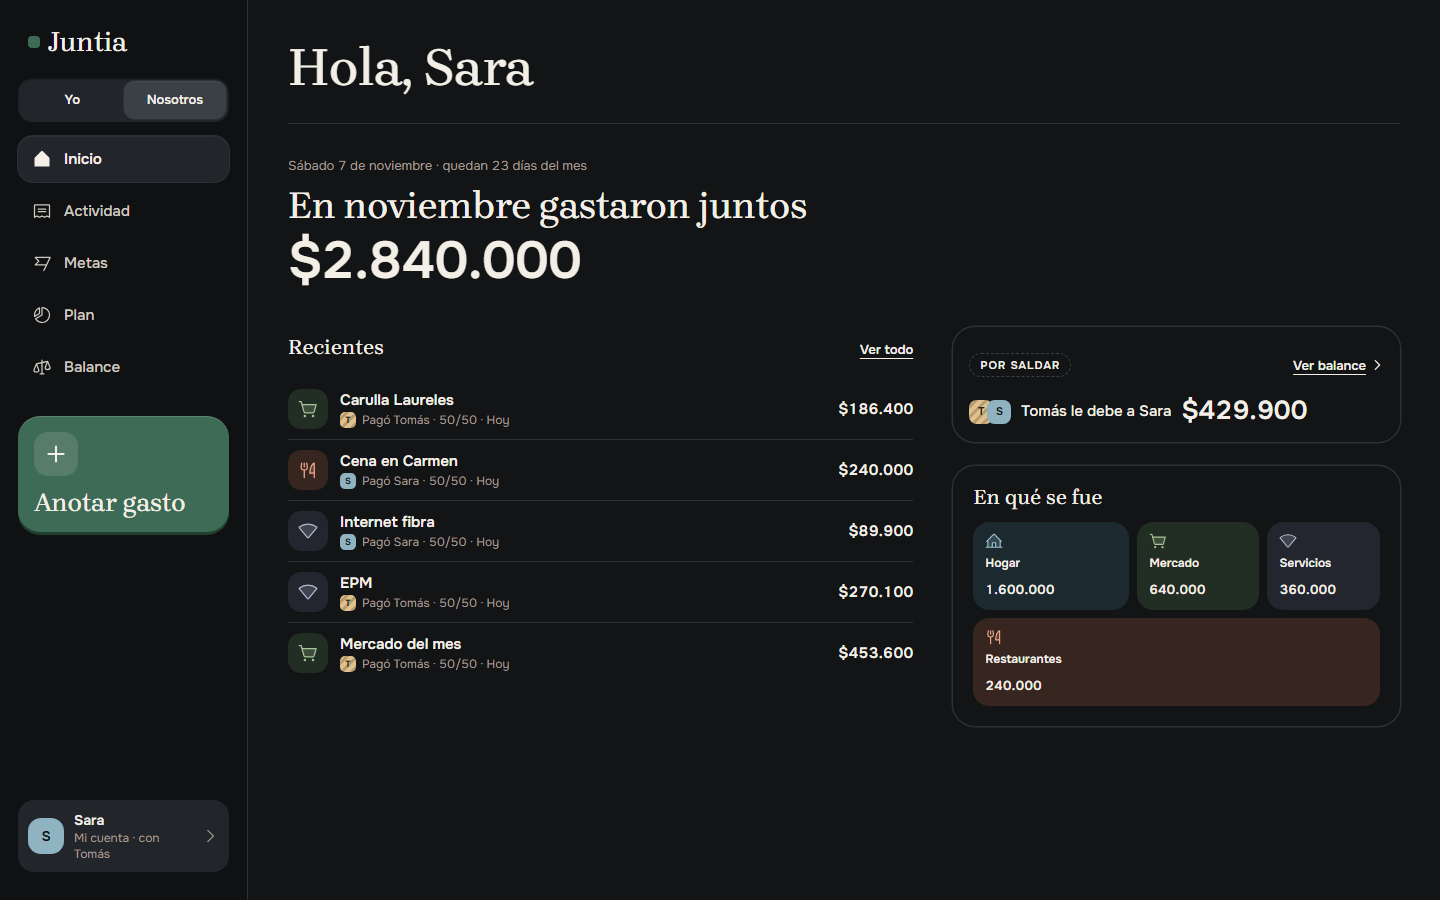 Juntia
Yo
Nosotros
Inicio
Actividad
Metas
Plan
Balance
Anotar gasto
S
Sara
Mi cuenta · con
Tomás
Hola, Sara
Sábado 7 de noviembre · quedan 23 días del mes
En noviembre gastaron juntos
$2.840.000
Recientes
Ver todo
Carulla Laureles
T Pagó Tomás · 50/50 · Hoy
$186.400
Cena en Carmen
S Pagó Sara · 50/50 · Hoy
$240.000
Internet fibra
S Pagó Sara · 50/50 · Hoy
$89.900
EPM
T Pagó Tomás · 50/50 · Hoy
$270.100
Mercado del mes
T Pagó Tomás · 50/50 · Hoy
$453.600
POR SALDAR
Ver balance
T S Tomás le debe a Sara $429.900
En qué se fue
Hogar
1.600.000
Mercado
640.000
Servicios
360.000
Restaurantes
240.000